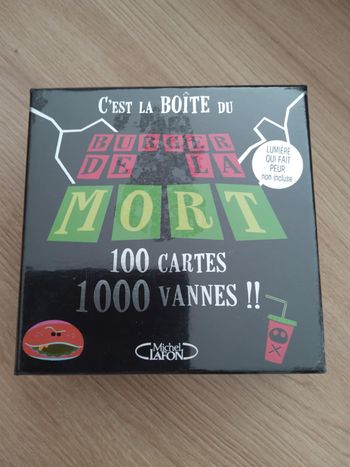 C'EST LA BOÎTE DU
BURGER
DE LA
MORT
LUMIÈRE
QUI FAIT
PEUR
non incluse
100 CARTES
1000 VANNES !!
Michel
LAFON